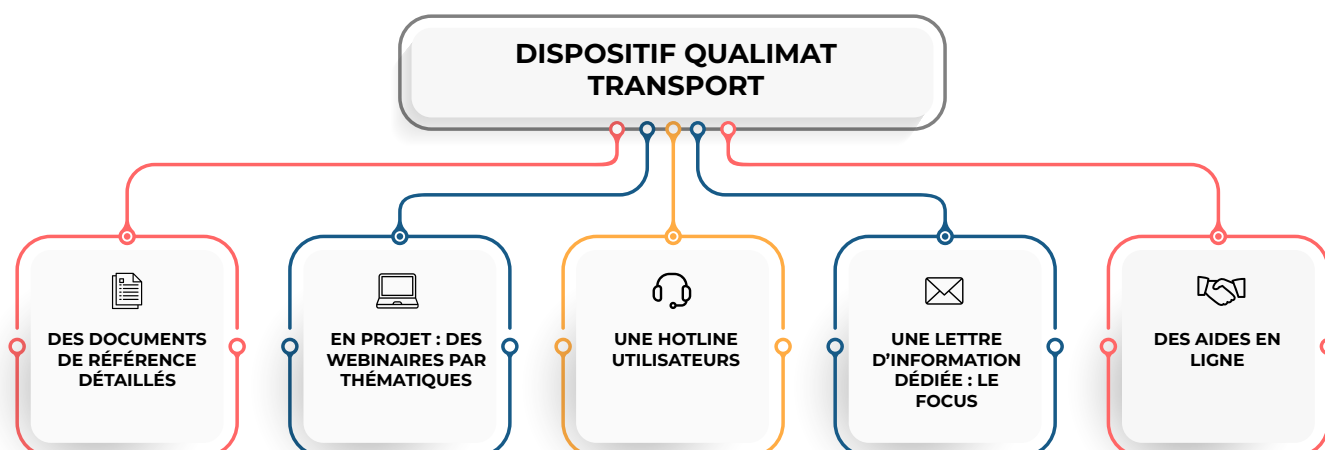 DISPOSITIF QUALIMAT
TRANSPORT
DES DOCUMENTS
DE RÉFÉRENCE
DÉTAILLÉS
EN PROJET : DES
WEBINAIRES PAR
THÉMATIQUES
UNE HOTLINE
UTILISATEURS
UNE LETTRE
D’INFORMATION
DÉDIÉE : LE
FOCUS
DES AIDES EN
LIGNE